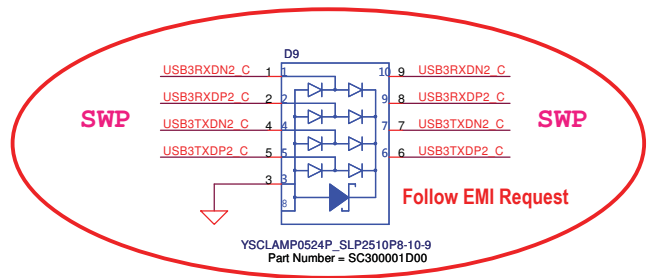 D9
USB3RXDN2_C 1 1 10 9 USB3RXDN2_C
USB3RXDP2_C 2 2 9 8 USB3RXDP2_C
SWP SWP
USB3TXDN2_C 4 4 7 7 USB3TXDN2_C
USB3TXDP2_C 5 5 6 6 USB3TXDP2_C
3 3
Follow EMI Request
8
YSCLAMP0524P_SLP2510P8-10-9
Part Number = SC300001D00